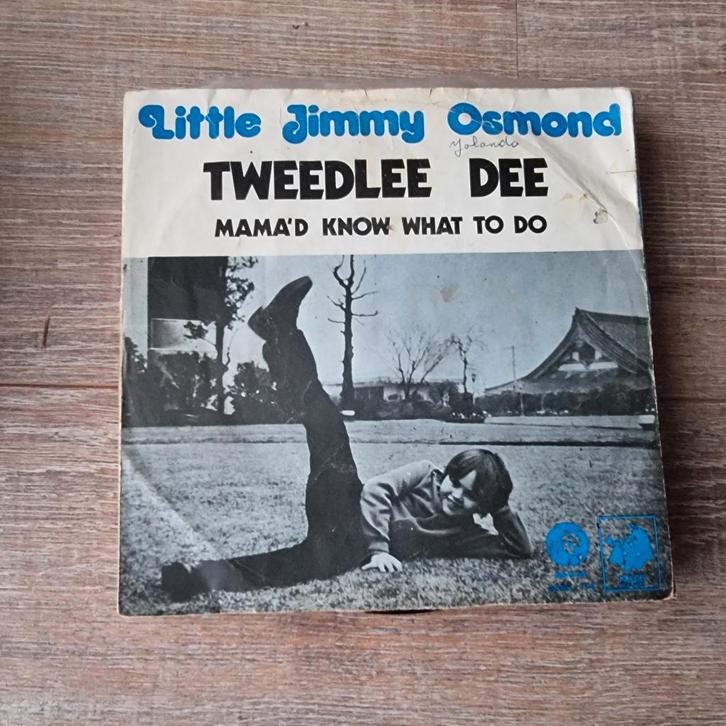 Little Jimmy Osmond
Yolanda
TWEEDLEE DEE
MAMA'D KNOW WHAT TO DO